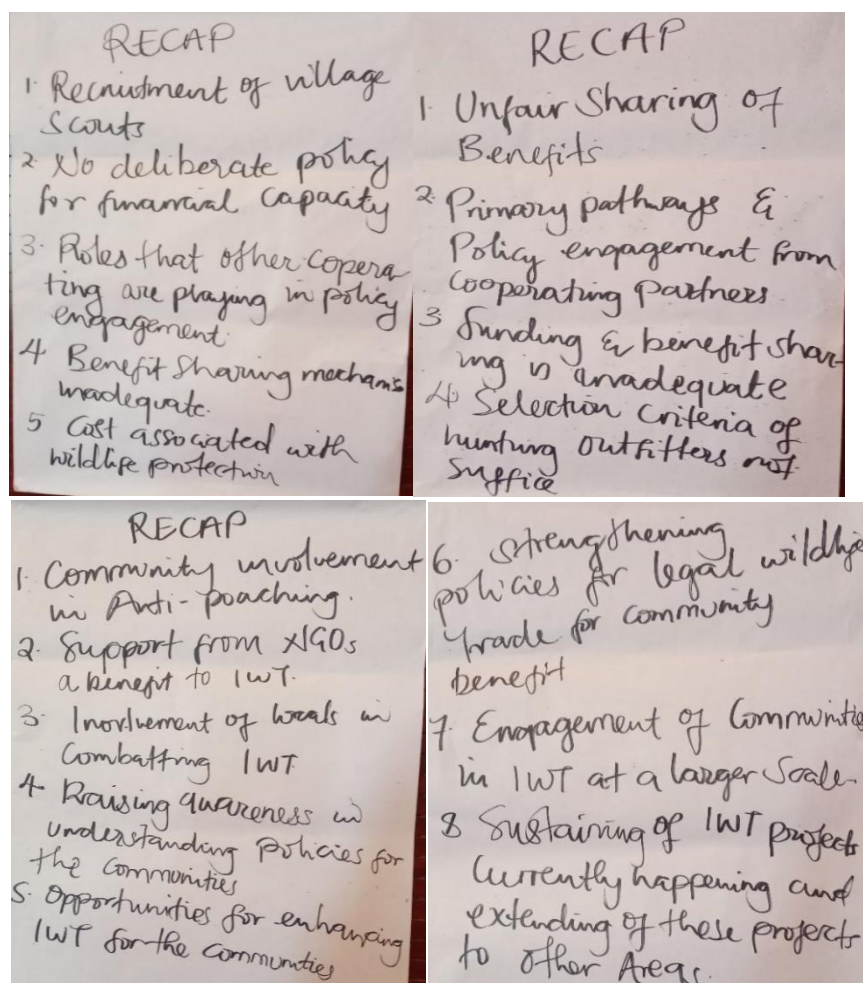 RECAP
1. Recruitment of village
Scouts
2. No deliberate policy
for financial capacity
3. Roles that other copera
ting are playing in policy
engagement.
4 Benefit Sharing mechanis
inadequate.
5 Cost associated with
wildlife protection
RECAP
1. Unfair Sharing of
Benefits
2. Primary pathways &
Policy engagement from
Cooperating partners
3 Funding & benefit shar-
ing is inadequate
4. Selection Criteria of
hunting outfitters not
suffice
RECAP
1. Community involvement
in Anti-poaching.
2. Support from NGOs
a benefit to IWT.
3. Involvement of locals in
Combatting IWT
4. Raising awareness in
understanding policies for
the communities
5. Opportunities for enhancing
IWT for the communities
6. Strengthening
policies for legal wildlife
trade for community
benefit
7. Engagement of Communitie
in IWT at a larger Scale.
8 Sustaining of IWT projects
Currently happening and
extending of these projects
to other Areas.